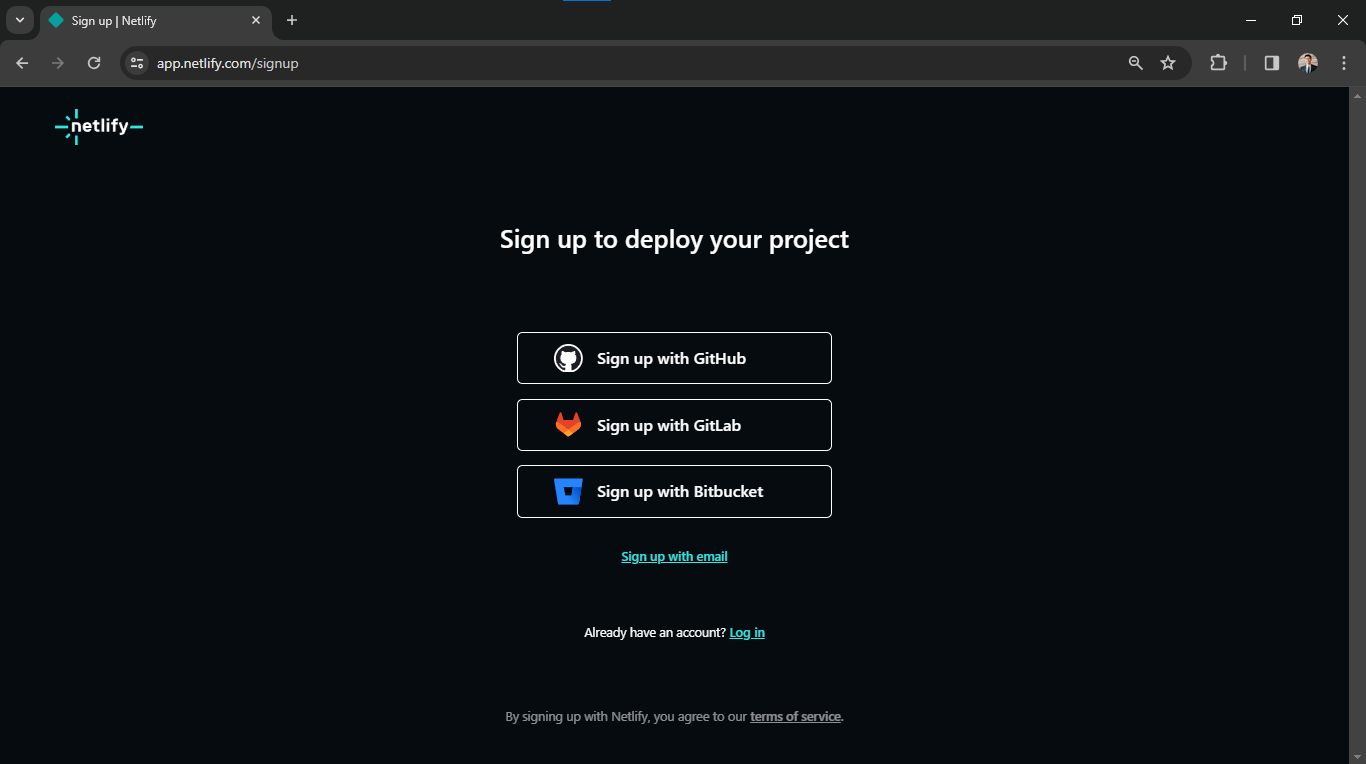 Sign up | Netlify
app.netlify.com/signup
netlify
Sign up to deploy your project
Sign up with GitHub
Sign up with GitLab
Sign up with Bitbucket
Sign up with email
Already have an account? Log in
By signing up with Netlify, you agree to our terms of service.